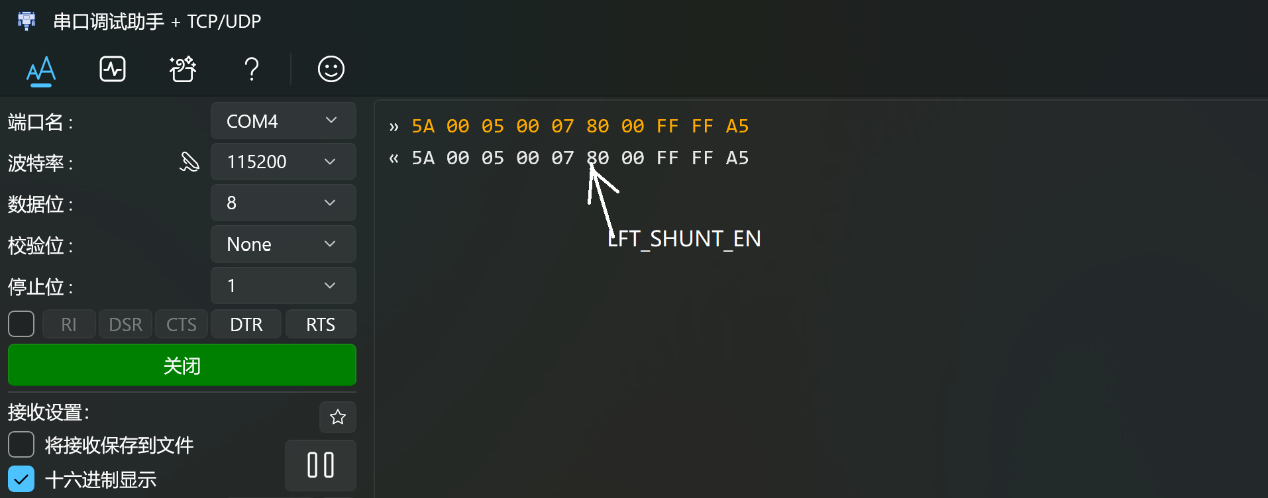 串口调试助手 + TCP/UDP
端口名 :
COM4
波特率 :
115200
数据位 :
8
校验位 :
None
停止位 :
1
RI DSR CTS DTR RTS
关闭
接收设置:
将接收保存到文件
十六进制显示
» 5A 00 05 00 07 80 00 FF FF A5
« 5A 00 05 00 07 80 00 FF FF A5
LFT_SHUNT_EN